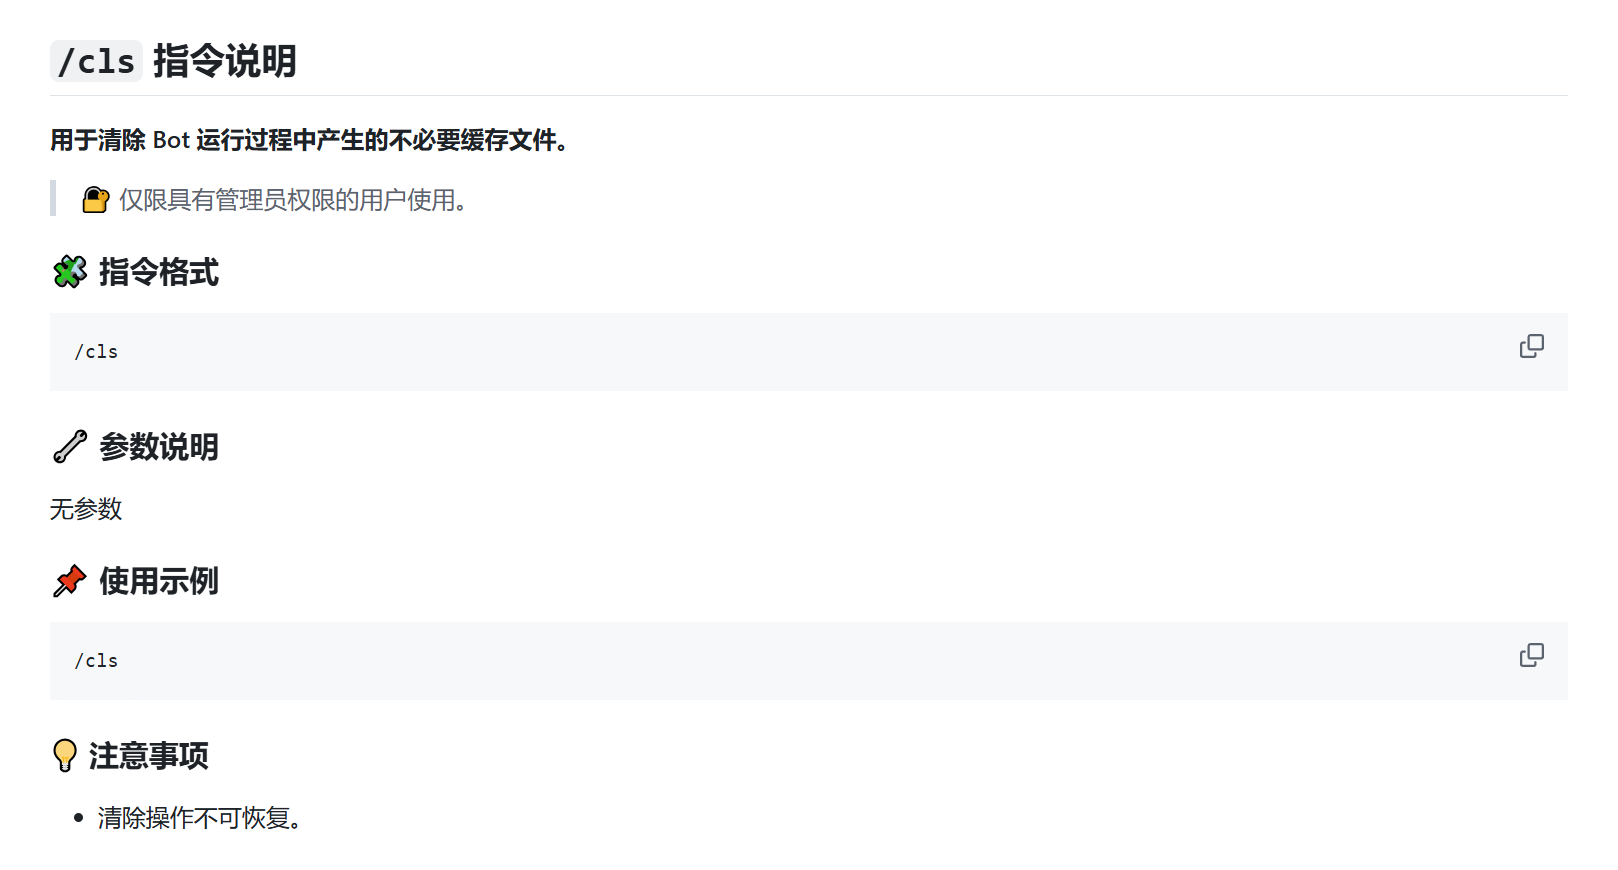 /cls 指令说明
用于清除 Bot 运行过程中产生的不必要缓存文件。
🔐 仅限具有管理员权限的用户使用。
🧩 指令格式
/cls
🔧 参数说明
无参数
📌 使用示例
/cls
💡 注意事项
• 清除操作不可恢复。